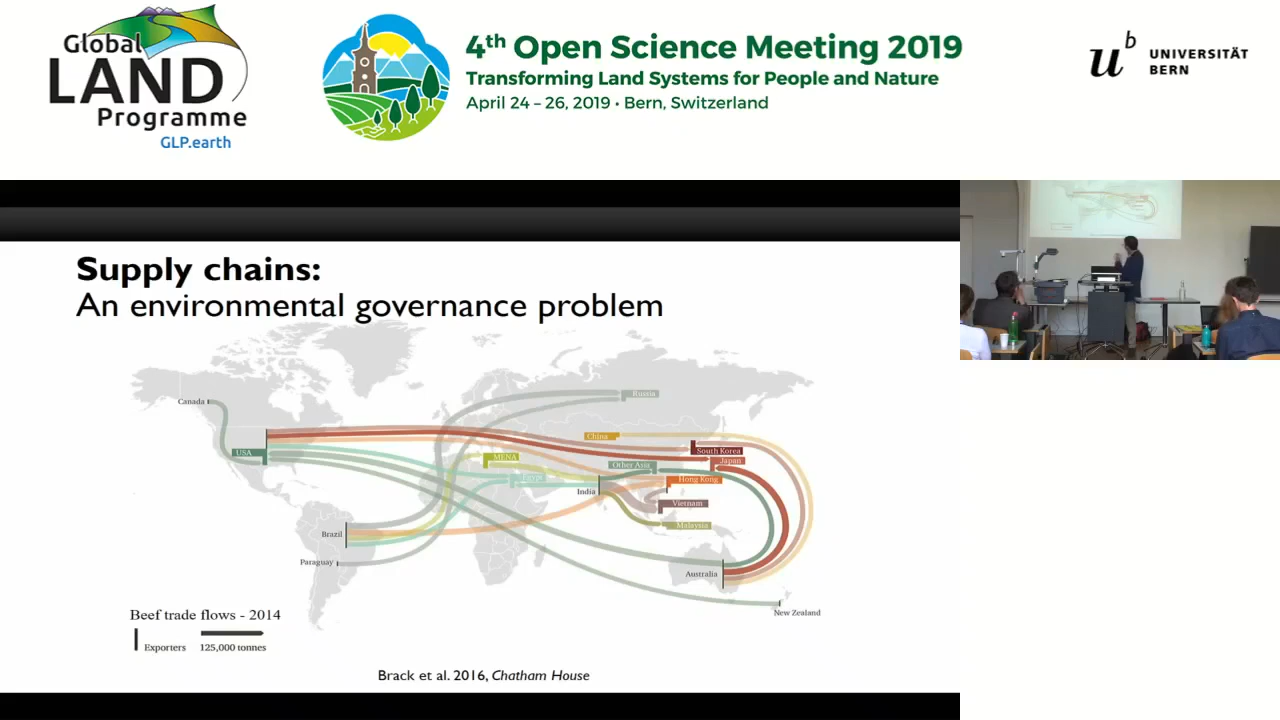 Global
LAND
Programme
GLP.earth
4th Open Science Meeting 2019
Transforming Land Systems for People and Nature
April 24 – 26, 2019 • Bern, Switzerland
u b
UNIVERSITÄT
BERN
Supply chains:
An environmental governance problem
Canada
Russia
China
USA
South Korea
MENA
Japan
Other Asia
Egypt
Hong Kong
India
Vietnam
Malaysia
Brazil
Paraguay
Australia
New Zealand
Beef trade flows - 2014
Exporters
125,000 tonnes
Brack et al. 2016, Chatham House